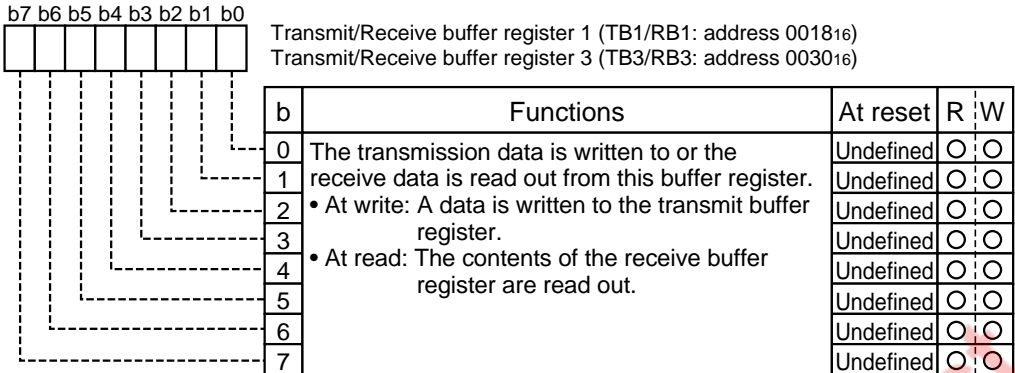 b7 b6 b5 b4 b3 b2 b1 b0
Transmit/Receive buffer register 1 (TB1/RB1: address 001816)
Transmit/Receive buffer register 3 (TB3/RB3: address 003016)
b Functions At reset R W
0 The transmission data is written to or the Undefined
1 receive data is read out from this buffer register. Undefined
2 • At write: A data is written to the transmit buffer Undefined
3 register. Undefined
4 • At read: The contents of the receive buffer Undefined
5 register are read out. Undefined
6 Undefined
7 Undefined